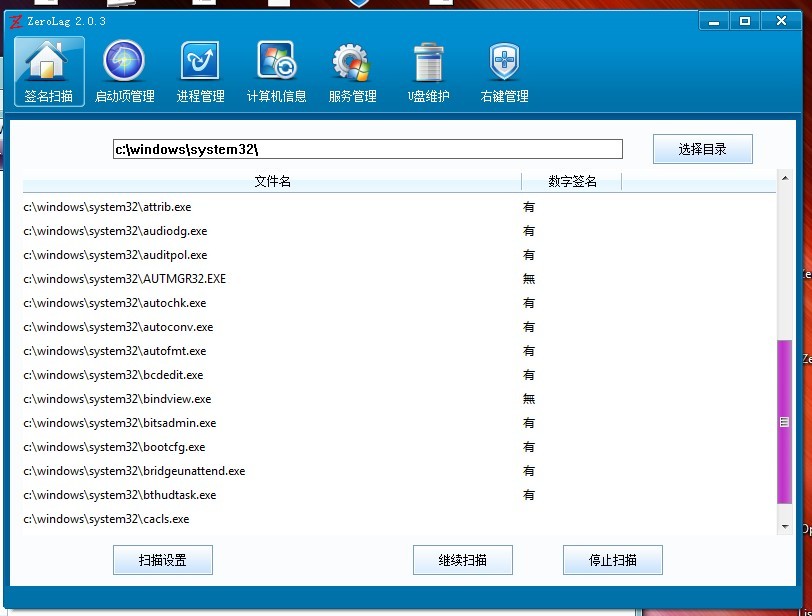 ZeroLag 2.0.3
签名扫描 启动项管理 进程管理 计算机信息 服务管理 U盘维护 右键管理
c:\windows\system32\ 选择目录
文件名 数字签名
c:\windows\system32\attrib.exe 有
c:\windows\system32\audiodg.exe 有
c:\windows\system32\auditpol.exe 有
c:\windows\system32\AUTMGR32.EXE 無
c:\windows\system32\autochk.exe 有
c:\windows\system32\autoconv.exe 有
c:\windows\system32\autofmt.exe 有
c:\windows\system32\bcdedit.exe 有
c:\windows\system32\bindview.exe 無
c:\windows\system32\bitsadmin.exe 有
c:\windows\system32\bootcfg.exe 有
c:\windows\system32\bridgeunattend.exe 有
c:\windows\system32\bthudtask.exe 有
c:\windows\system32\cacls.exe
扫描设置 继续扫描 停止扫描